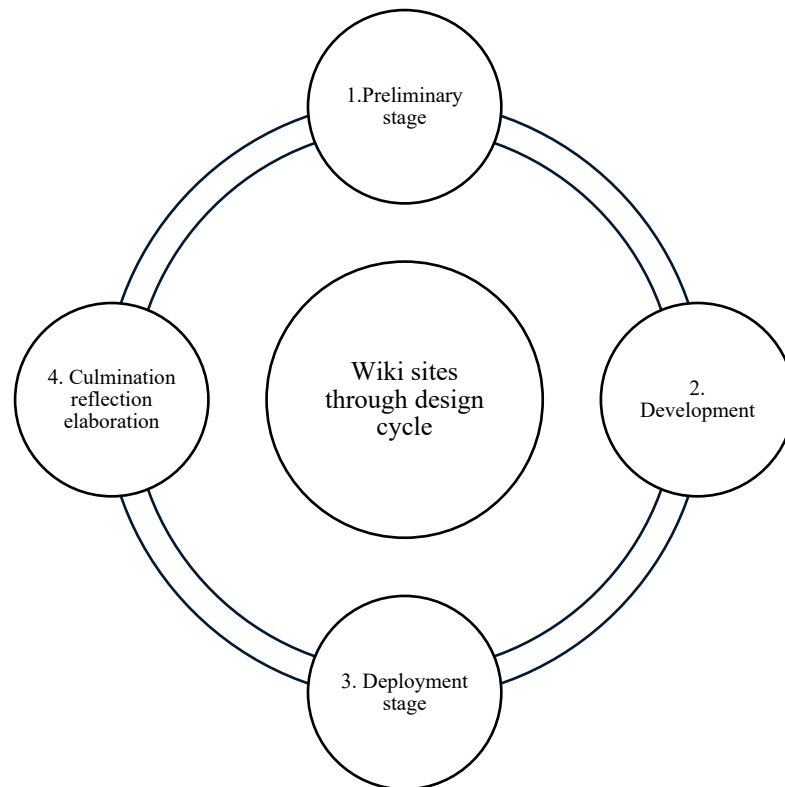 1.Preliminary
stage
4. Culmination
reflection
elaboration
Wiki sites
through design
cycle
2.
Development
3. Deployment
stage